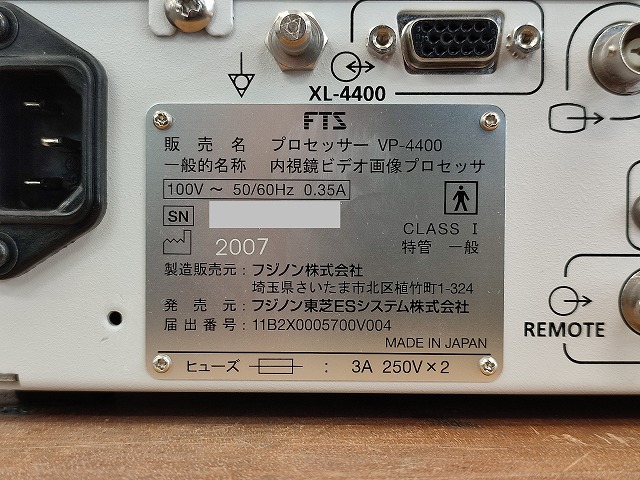 XL-4400
FTS
販売名 プロセッサー VP-4400
一般的名称 内視鏡ビデオ画像プロセッサ
100V ～ 50/60Hz 0.35A
SN
CLASS I
2007
特管 一般
製造販売元：フジノン株式会社
埼玉県さいたま市北区植竹町1-324
発売元：フジノン東芝ESシステム株式会社
届出番号：11B2X0005700V004
MADE IN JAPAN
ヒューズ ： 3A 250V×2
REMOTE